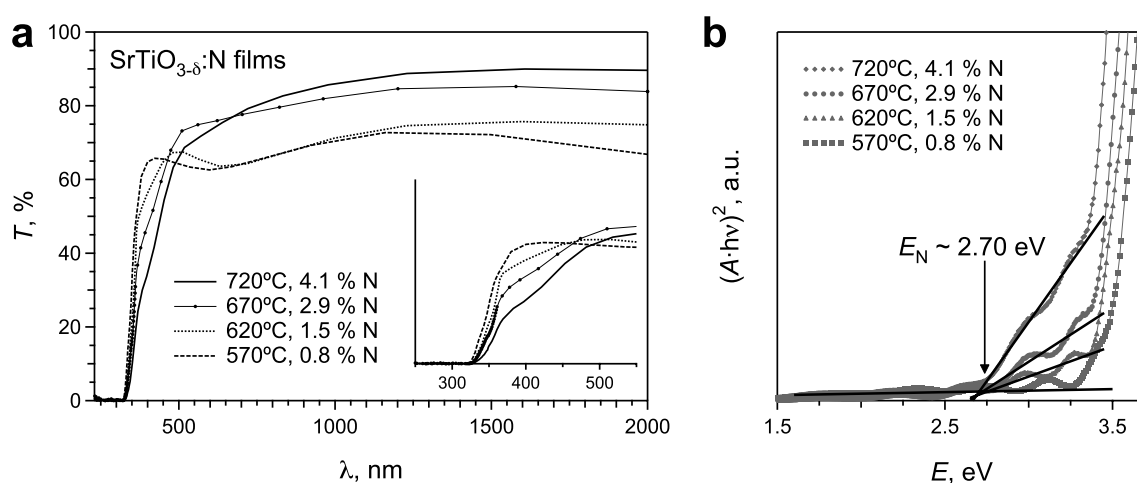 a
SrTiO3-δ:N films
T, %
100
80
60
40
20
0
720ºC, 4.1 % N
670ºC, 2.9 % N
620ºC, 1.5 % N
570ºC, 0.8 % N
300 400 500
500 1000 1500 2000
λ, nm
b
(A·hν)2, a.u.
720ºC, 4.1 % N
670ºC, 2.9 % N
620ºC, 1.5 % N
570ºC, 0.8 % N
EN ~ 2.70 eV
1.5 2.5 3.5
E, eV